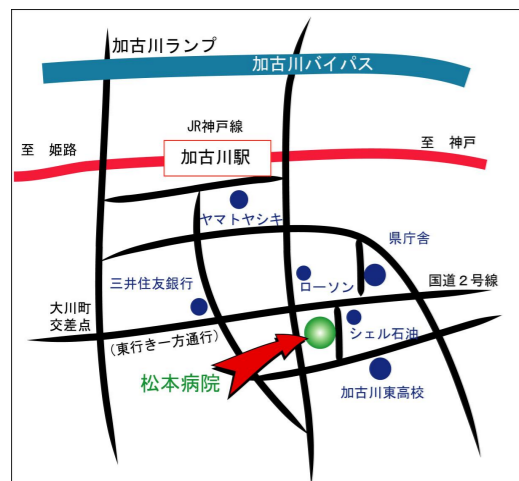 加古川ランプ
加古川バイパス
JR神戸線
至 姫路
加古川駅
至 神戸
ヤマトヤシキ
県庁舎
三井住友銀行
ローソン
国道2号線
大川町
交差点
(東行き一方通行)
シェル石油
松本病院
加古川東高校